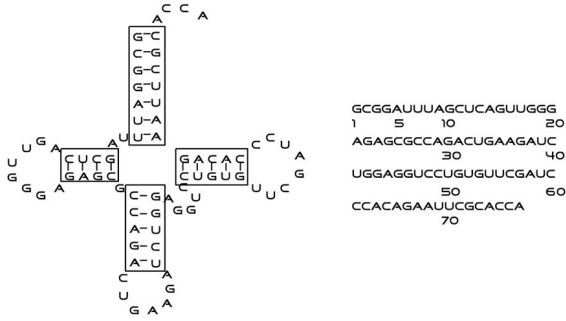 A C C A
G-C
C-G
G-C
G-U
A-U
U-A
U-A
A U
A G U U G G G A
C U C G
G A G C
G
G A C A C
C U G U G
C C U A G C U U
C-G
C-G
A-U
G-C
A-U
A G G U C
C U G A A G A
GCGGAUUUAGCUCAGUUGGG
1 5 10 20
AGAGCGCCAGACUGAAGAUC
30 40
UGGAGGUCCUGUGUUCGAUC
50 60
CCACAGAAUUCGCACCA
70